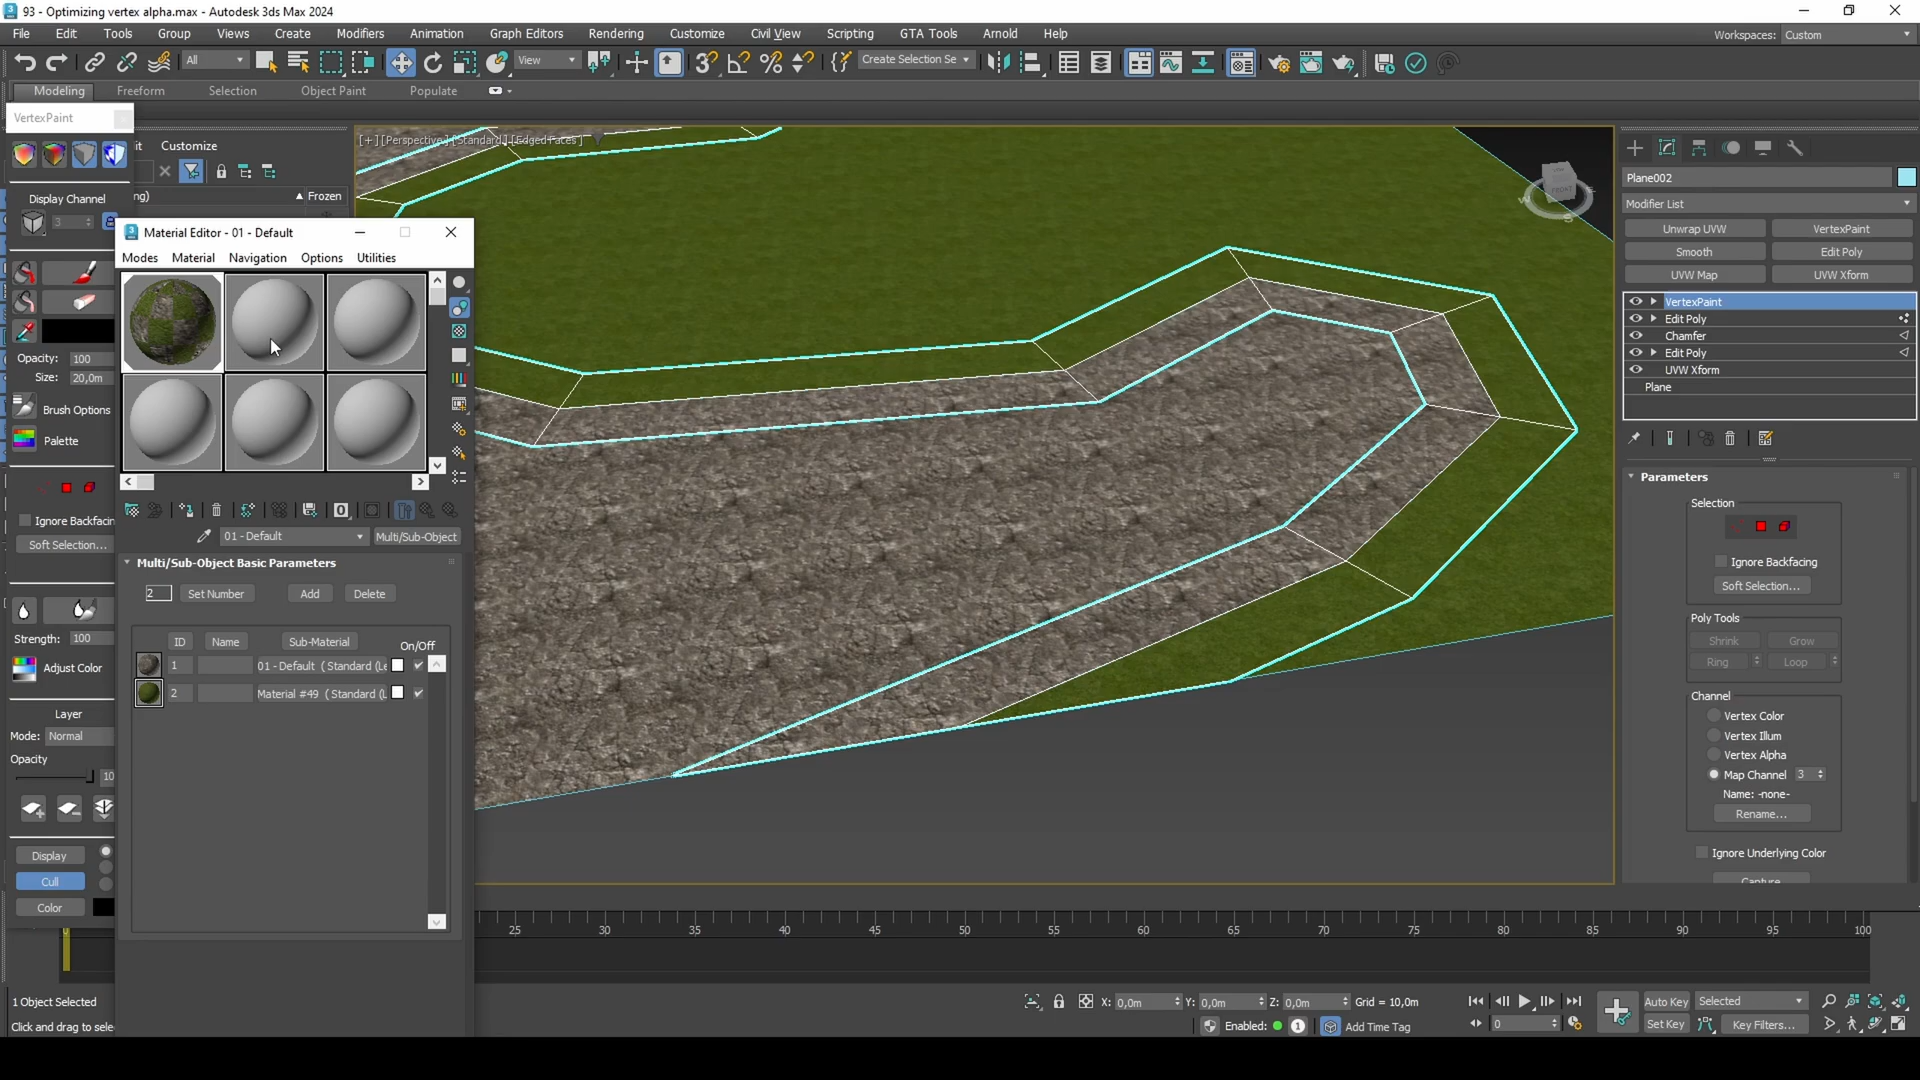 93 - Optimizing vertex alpha.max - Autodesk 3ds Max 2024
File Edit Tools Group Views Create Modifiers Animation Graph Editors Rendering Customize Civil View Scripting GTA Tools Arnold Help
Workspaces: Custom
All View Create Selection Se
Modeling Freeform Selection Object Paint Populate
VertexPaint
it Customize
Display Channel
3
ng) Frozen
[+] [Perspective] [Standard] [Edged Faces]
FRONT
W S
Material Editor - 01 - Default
Modes Material Navigation Options Utilities
Opacity: 100
Size: 20,0m
Brush Options
Palette
Ignore Backfacin
Soft Selection...
Strength: 100
Adjust Color
Layer
Mode: Normal
Opacity
10
Display
Cull
Color
01 - Default Multi/Sub-Object
Multi/Sub-Object Basic Parameters
2 Set Number Add Delete
ID Name Sub-Material On/Off
1 01 - Default ( Standard (Le
2 Material #49 ( Standard (L
Plane002
Modifier List
Unwrap UVW VertexPaint
Smooth Edit Poly
UVW Map UVW Xform
VertexPaint
Edit Poly
Chamfer
Edit Poly
UVW Xform
Plane
Parameters
Selection
Ignore Backfacing
Soft Selection...
Poly Tools
Shrink Grow
Ring Loop
Channel
Vertex Color
Vertex Illum
Vertex Alpha
Map Channel 3
Name: -none-
Rename...
Ignore Underlying Color
Capture
0 25 30 35 40 45 50 55 60 65 70 75 80 85 90 95 100
1 Object Selected
Click and drag to sele
X: 0,0m Y: 0,0m Z: 0,0m Grid = 10,0m
Enabled: 1 Add Time Tag
0
Auto Key Selected
Set Key Key Filters...